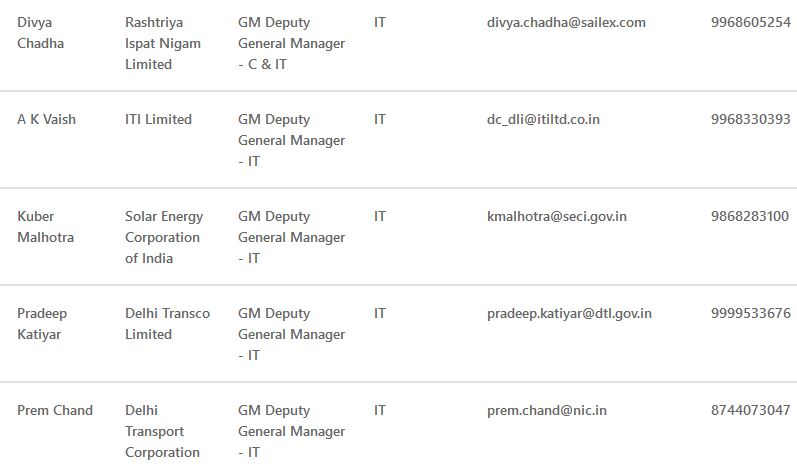 Divya Rashtriya GM Deputy IT divya.chadha@sailex.com 9968605254
Chadha Ispat Nigam General Manager
Limited - C & IT
A K Vaish ITI Limited GM Deputy IT dc_dli@itiltd.co.in 9968330393
General Manager
- IT
Kuber Solar Energy GM Deputy IT kmalhotra@seci.gov.in 9868283100
Malhotra Corporation General Manager
of India - IT
Pradeep Delhi Transco GM Deputy IT pradeep.katiyar@dtl.gov.in 9999533676
Katiyar Limited General Manager
- IT
Prem Chand Delhi GM Deputy IT prem.chand@nic.in 8744073047
Transport General Manager
Corporation - IT